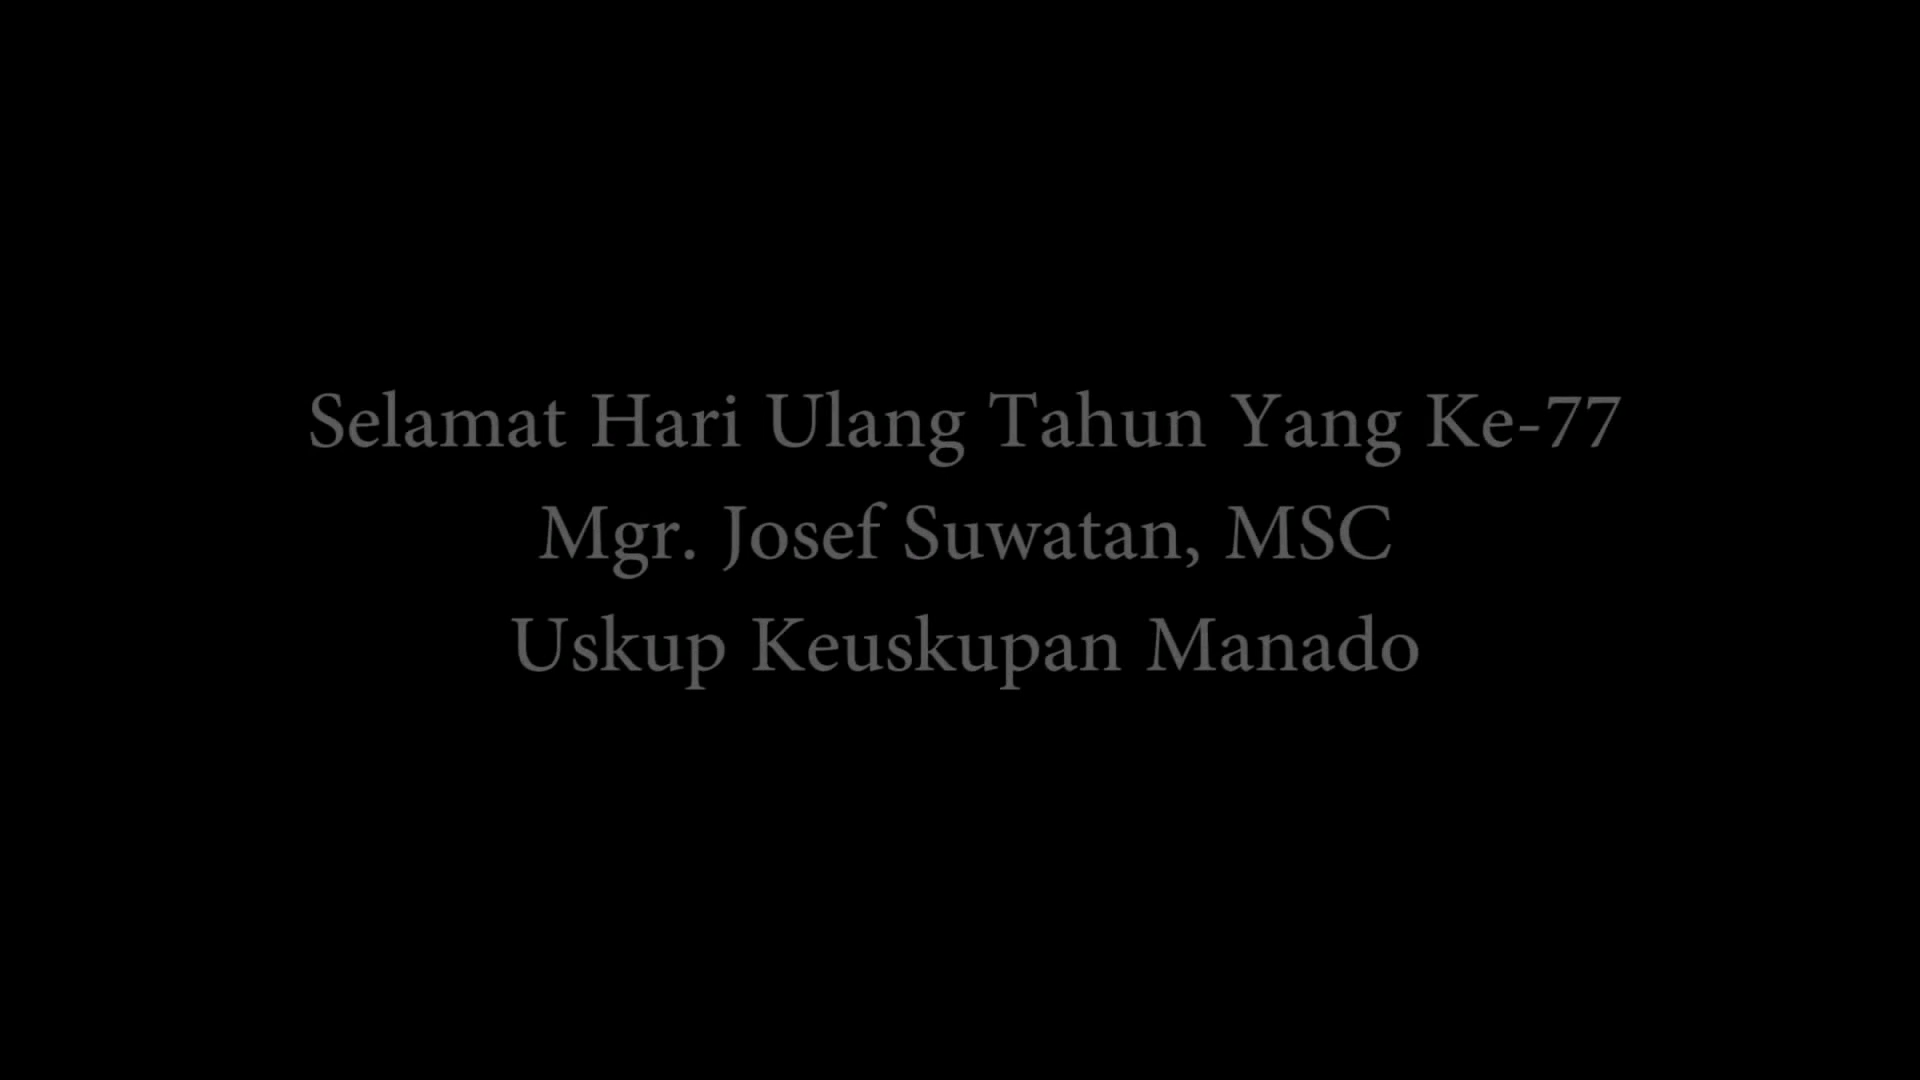 Selamat Hari Ulang Tahun Yang Ke-77
Mgr. Josef Suwatan, MSC
Uskup Keuskupan Manado